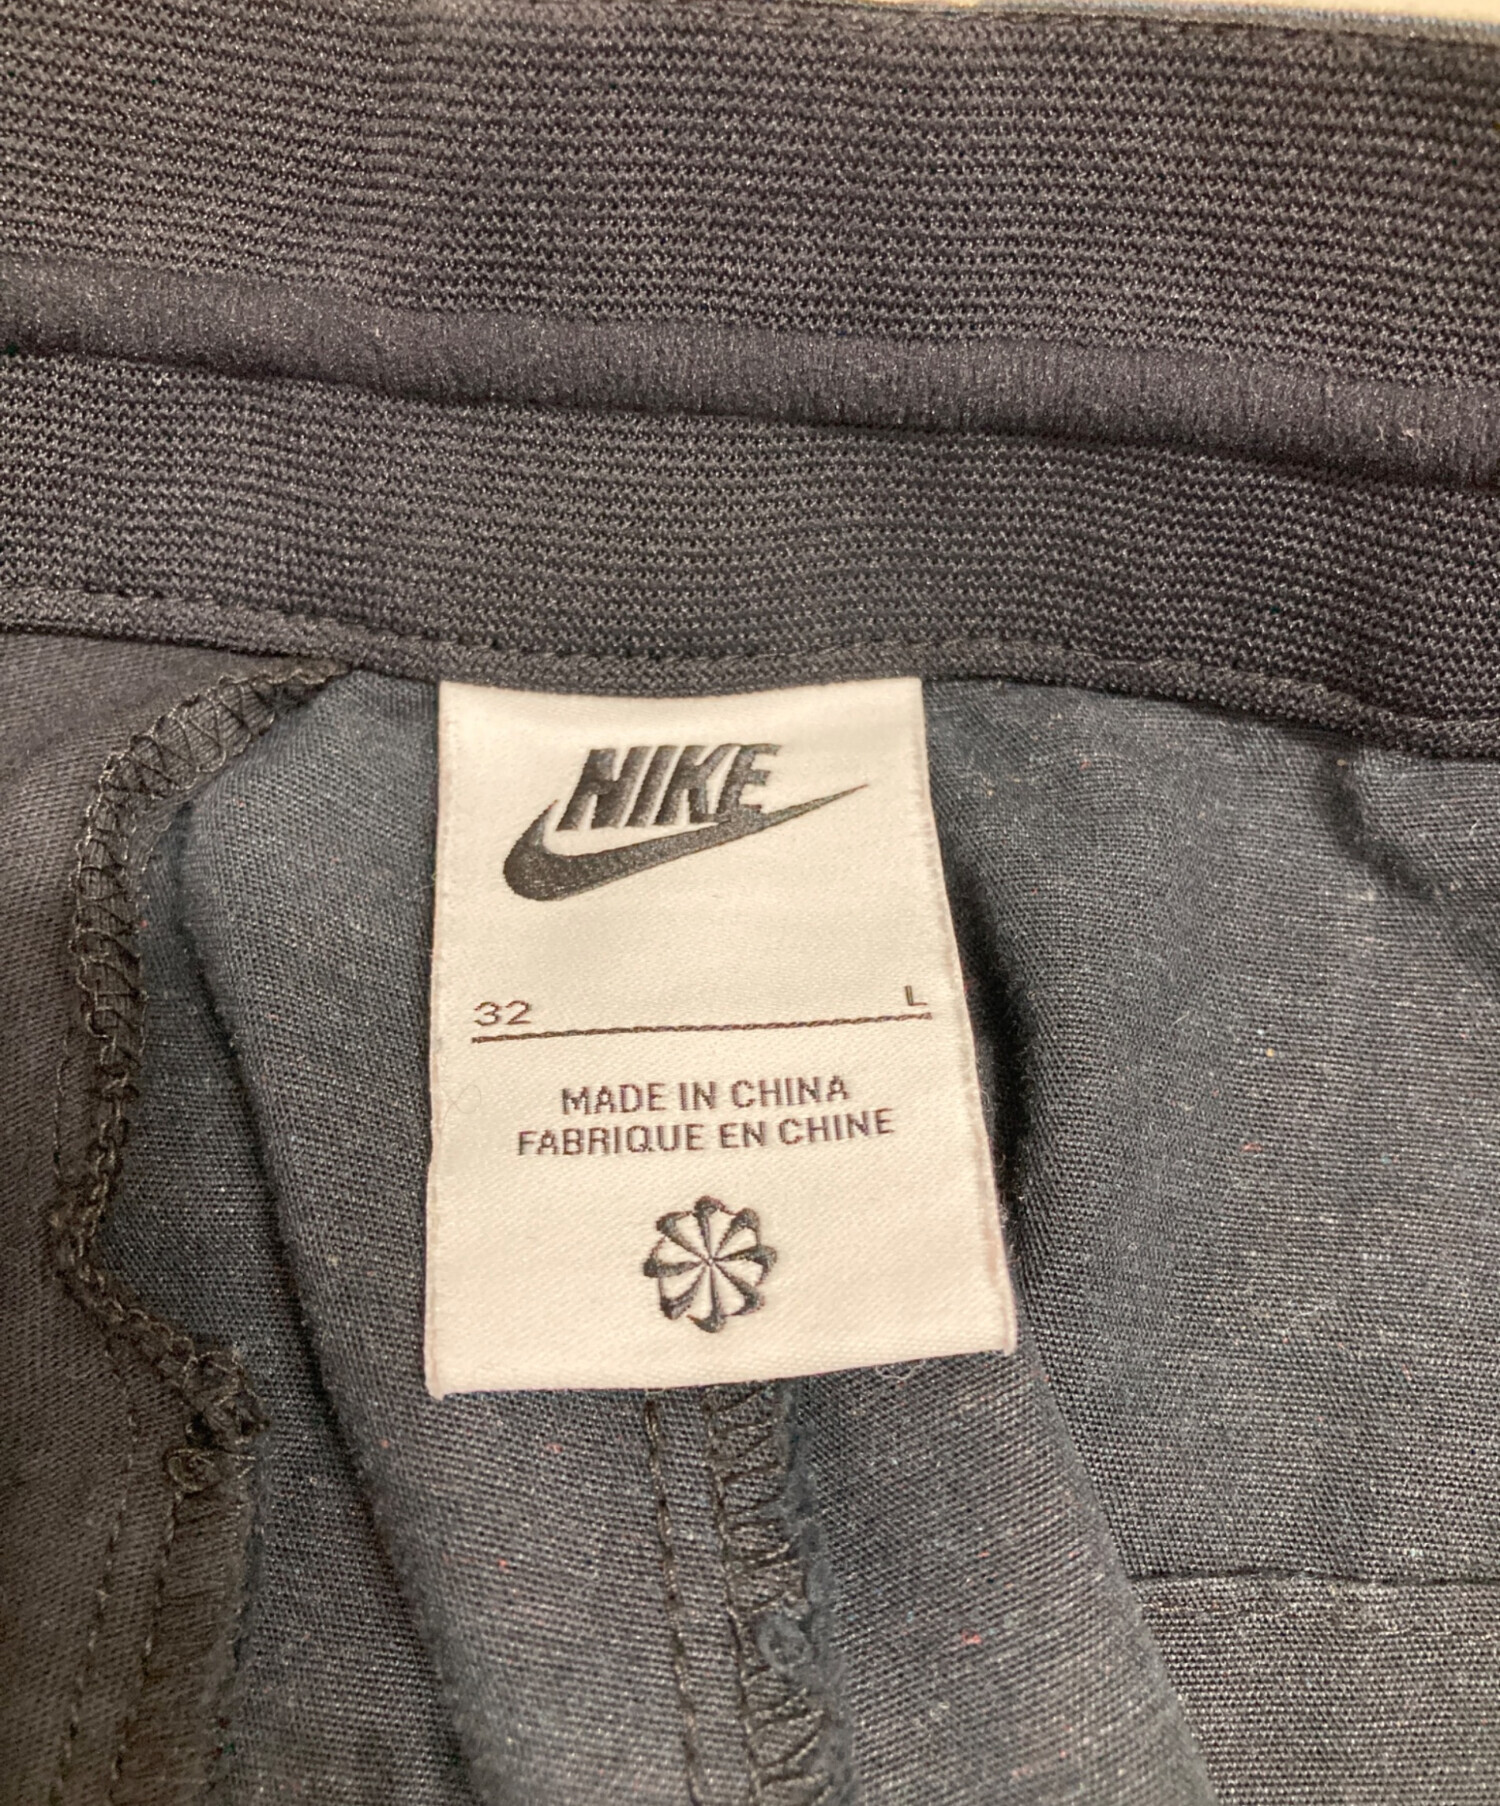 NIKE
32 L
MADE IN CHINA
FABRIQUE EN CHINE